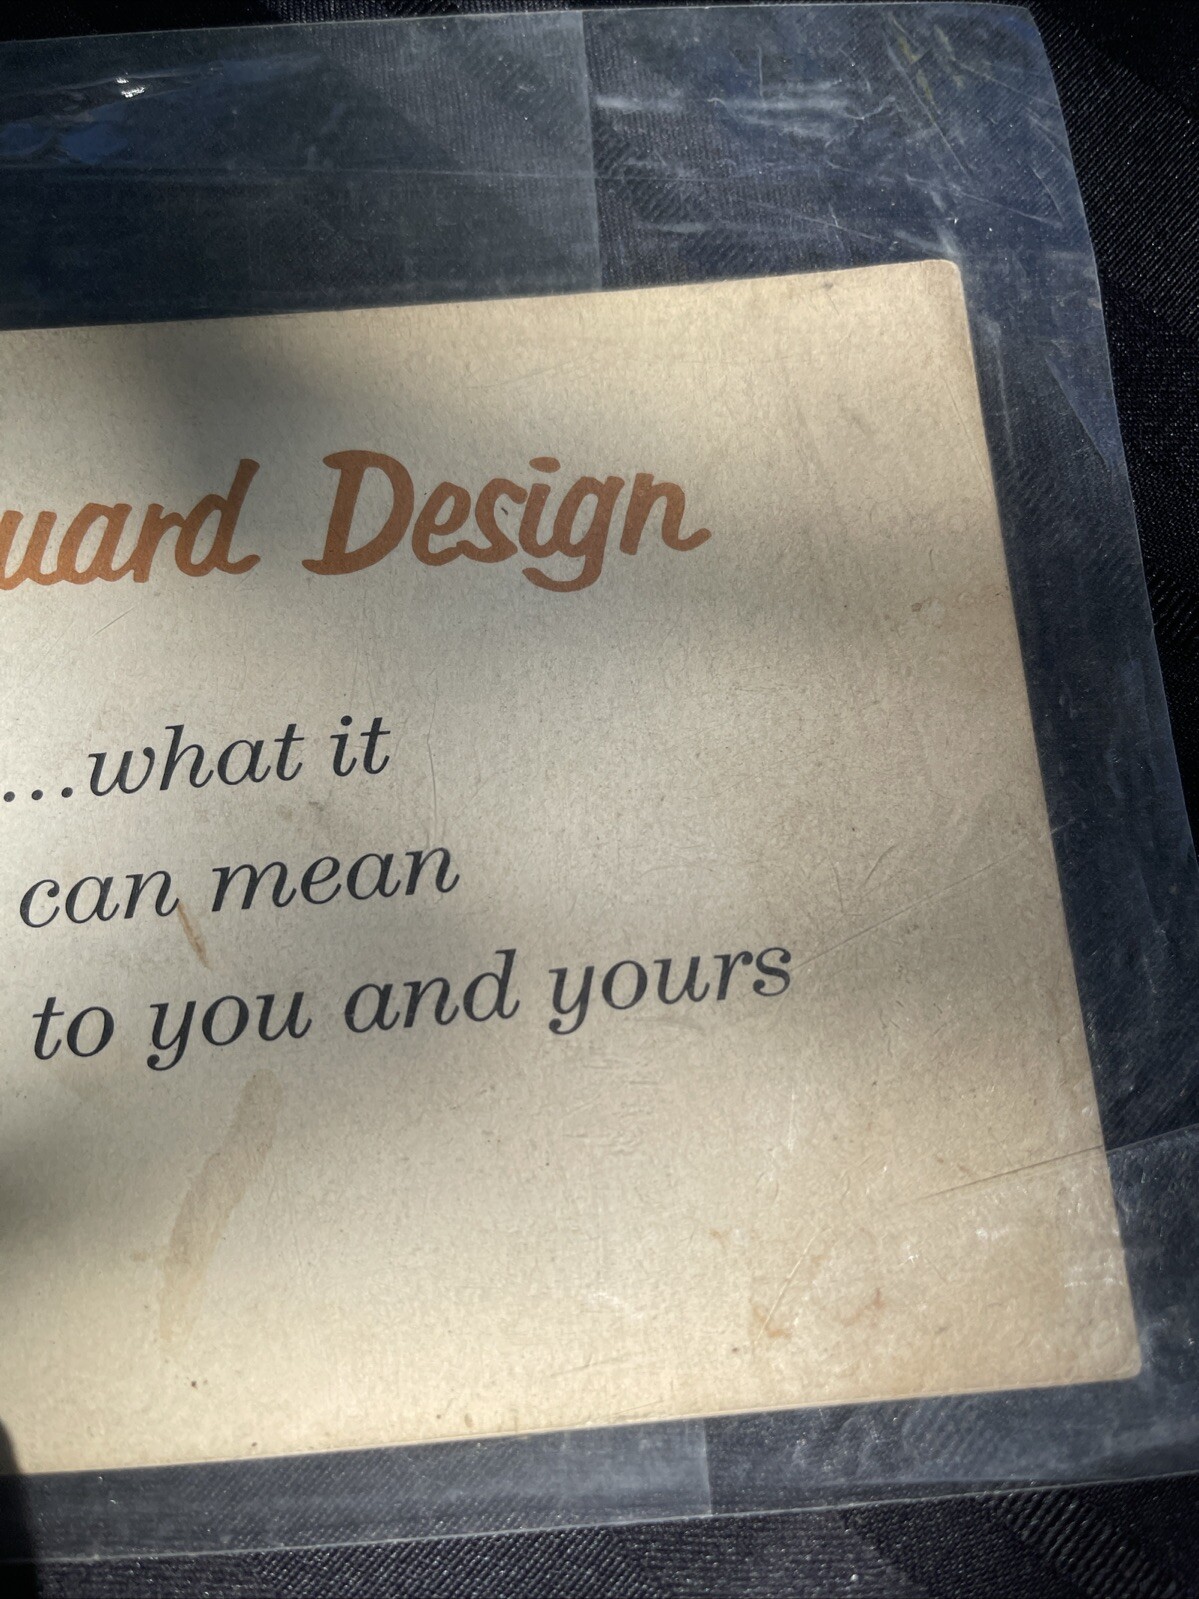 uard Design
...what it
can mean
to you and yours